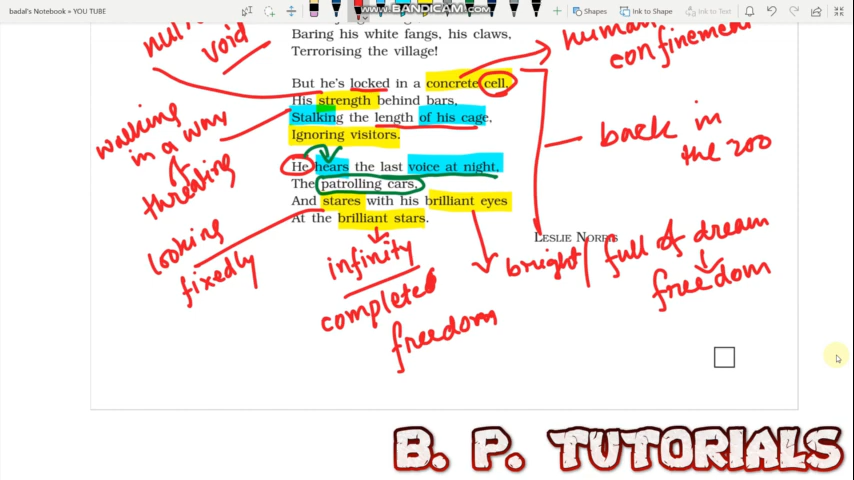 badal's Notebook » YOU TUBE
WWW.BANDICAM.COM
Shapes
Ink to Shape
Ink to Text
Baring his white fangs, his claws,
Terrorising the village!
void
human
confinement
But he's locked in a concrete cell,
His strength behind bars,
Stalking the length of his cage,
Ignoring visitors.
walking
in a way
threating
back in
the zoo
He hears the last voice at night,
The patrolling cars,
And stares with his brilliant eyes
At the brilliant stars.
LESLIE NORRIS
looking
fixedly
infinity
complete
freedom
bright/ full of dream
freedom
B. P. TUTORIALS